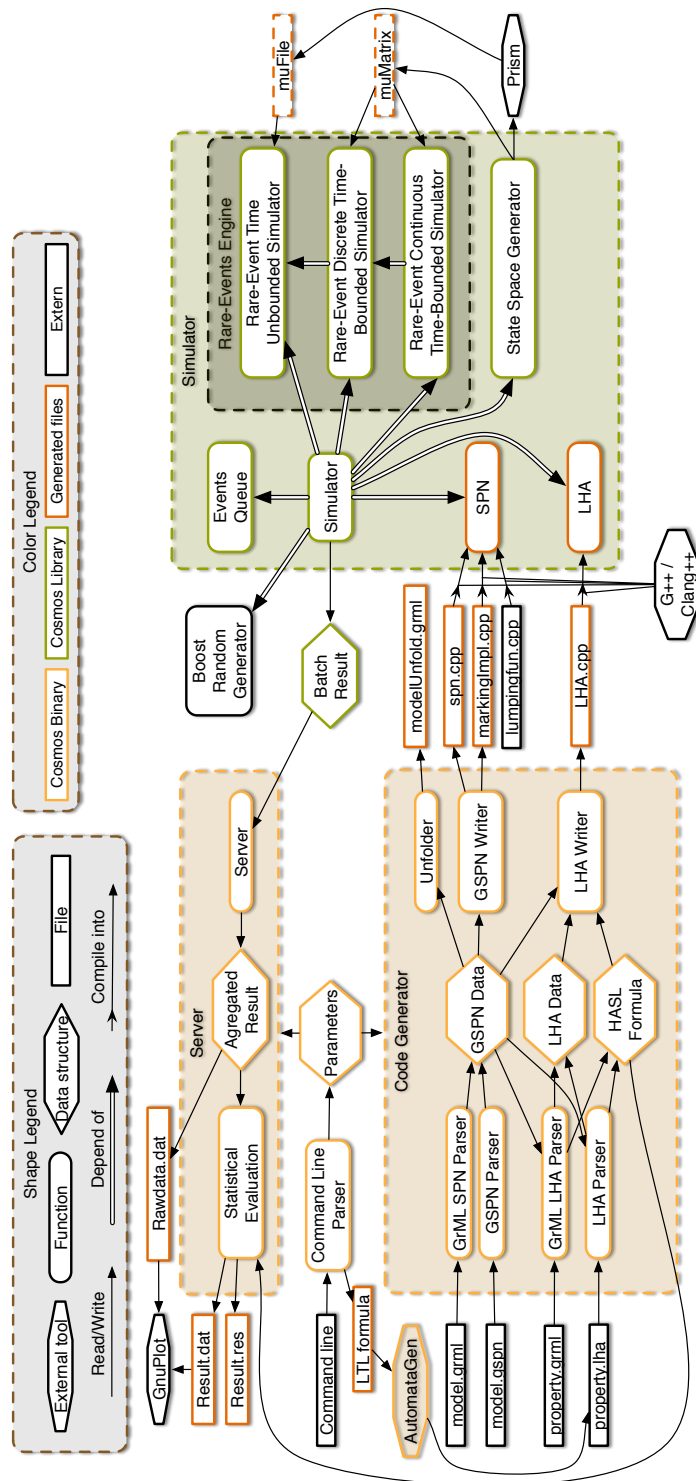 Shape Legend
External tool
Function
Data structure
File
Read/Write
Depend of
Compile into
Color Legend
Cosmos Binary
Cosmos Library
Generated files
Extern
GnuPlot
Rawdata.dat
Result.dat
Result.res
Server
Statistical
Evaluation
Agregated
Result
Server
Batch
Result
Boost
Random
Generator
Simulator
Events
Queue
Simulator
Rare-Events Engine
Rare-Event Time
Unbounded Simulator
Rare-Event Discrete Time-
Bounded Simulator
Rare-Event Continuous
Time-Bounded Simulator
State Space Generator
SPN
LHA
muFile
muMatrix
Prism
Command line
Command Line
Parser
Parameters
LTL formula
AutomataGen
Code Generator
model.grml
model.gspn
property.grml
property.lha
GrML SPN Parser
GSPN Parser
GrML LHA Parser
LHA Parser
GSPN Data
LHA Data
HASL
Formula
Unfolder
GSPN Writer
LHA Writer
modelUnfold.grml
spn.cpp
markingImpl.cpp
lumpingfun.cpp
LHA.cpp
G++ /
Clang++